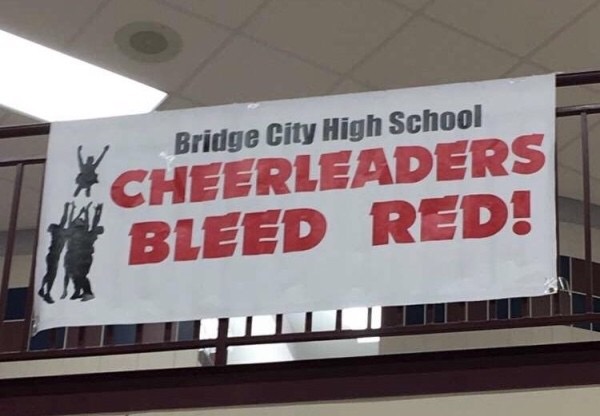 Bridge City High School
CHEERLEADERS
BLEED RED!